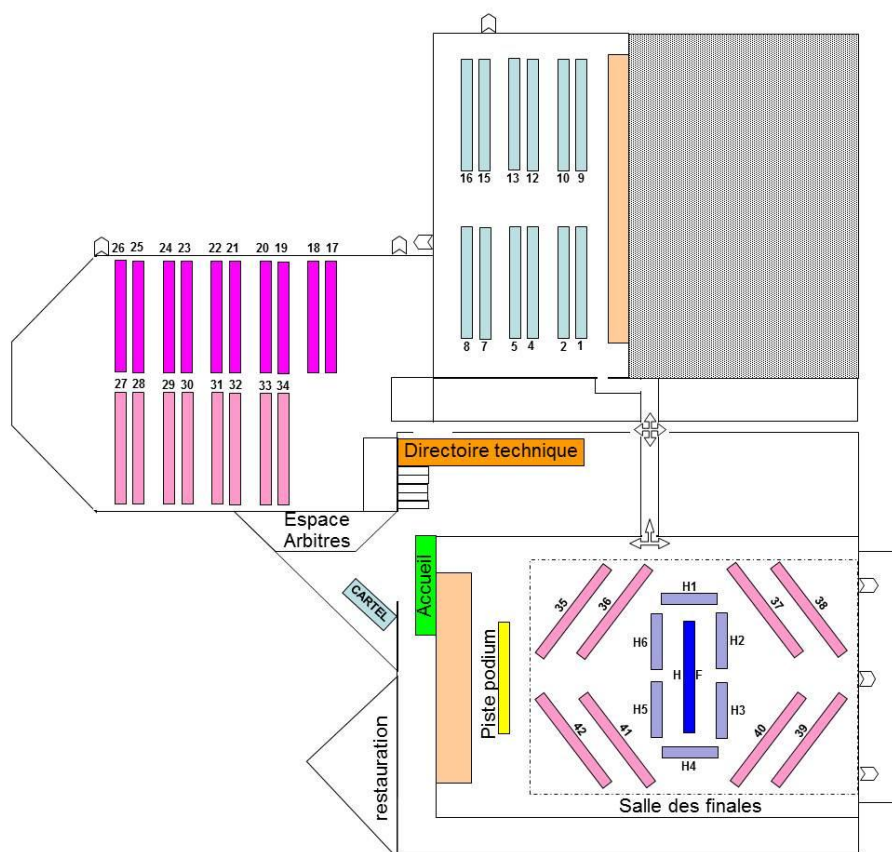 16 15 13 12 10 9
26 25 24 23 22 21 20 19 18 17
8 7 5 4 2 1
27 28 29 30 31 32 33 34
Directoire technique
Espace
Arbitres
Accueil
CARTEL
Piste podium
restauration
35 36 H1 37 38
H6 H2
H F
H5 H3
42 41 H4 40 39
Salle des finales